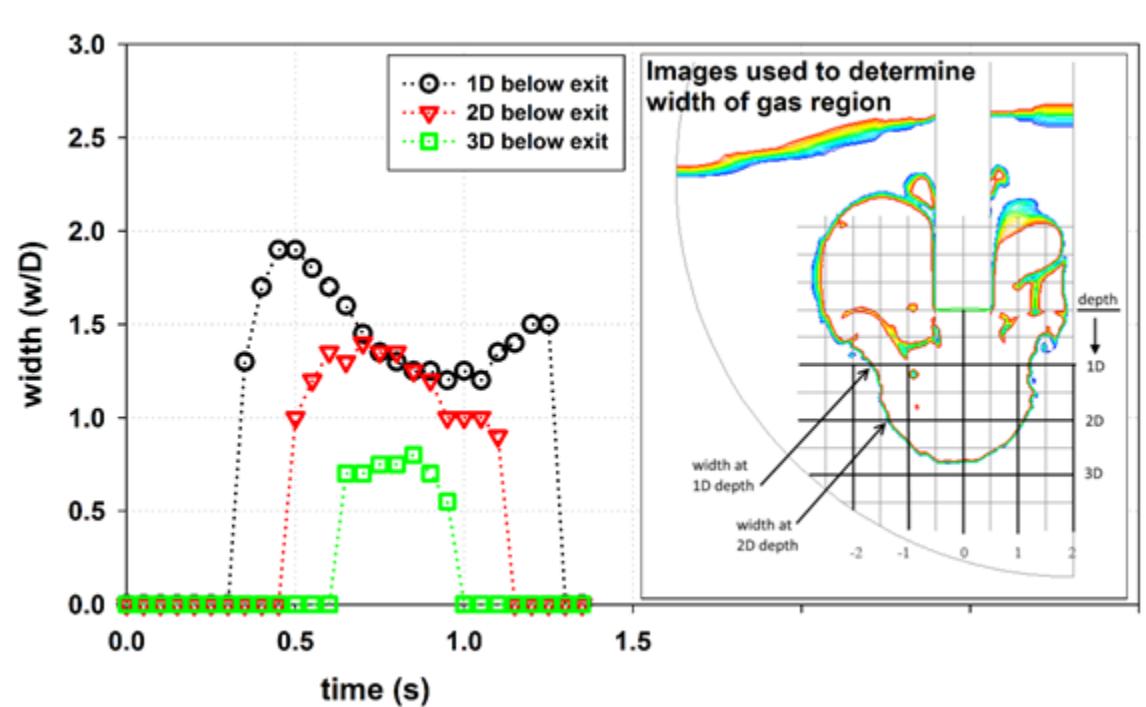 3.0
2.5
2.0
1.5
1.0
0.5
0.0
width (w/D)
0.0 0.5 1.0 1.5
time (s)
1D below exit
2D below exit
3D below exit
Images used to determine
width of gas region
depth
1D
2D
3D
width at
1D depth
width at
2D depth
-2 -1 0 1 2